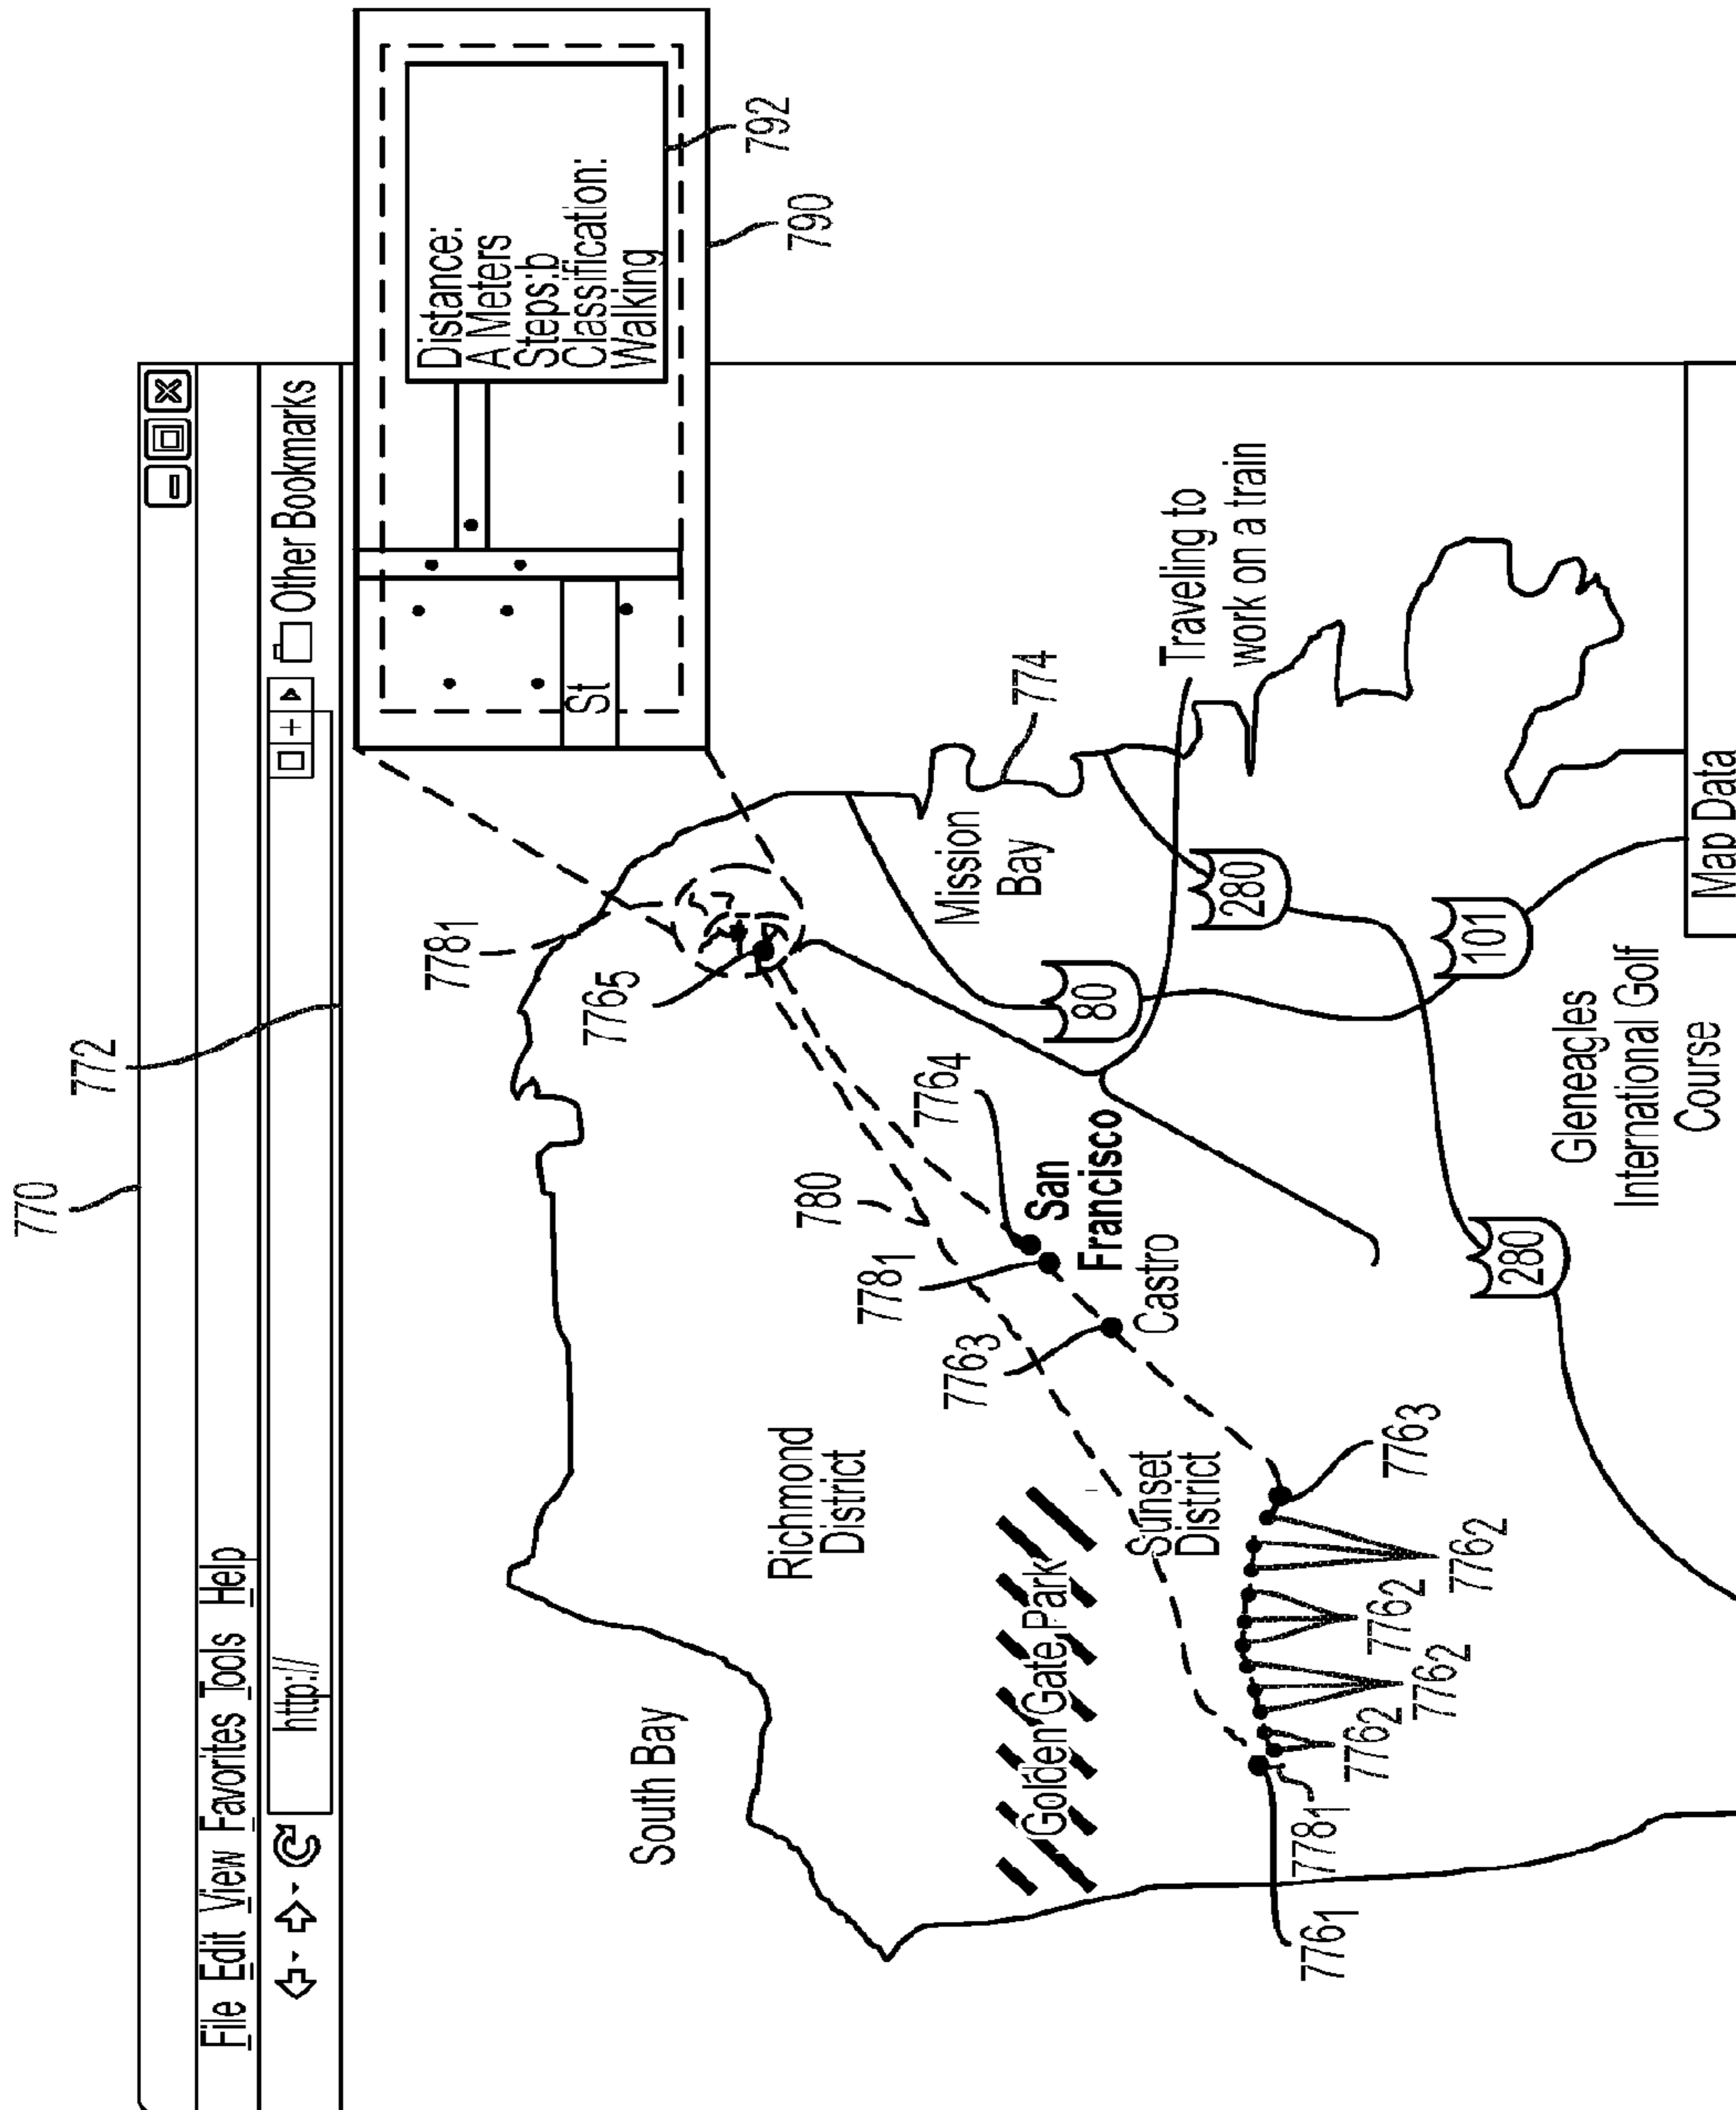 770
772
File Edit View Favorites Tools Help
http://
Other Bookmarks
Distance:
A Meters
Steps:b
Classification:
Walking
St
792
790
7781
7765
South Bay
Richmond
District
780
7781
7764
7763
Mission
Bay
774
San
Francisco
Castro
80
Golden Gate Park
Sunset
District
Traveling to
work on a train
280
101
280
7761
7781
7762
7762
7762
7762
7763
Gleneagles
International Golf
Course
Map Data